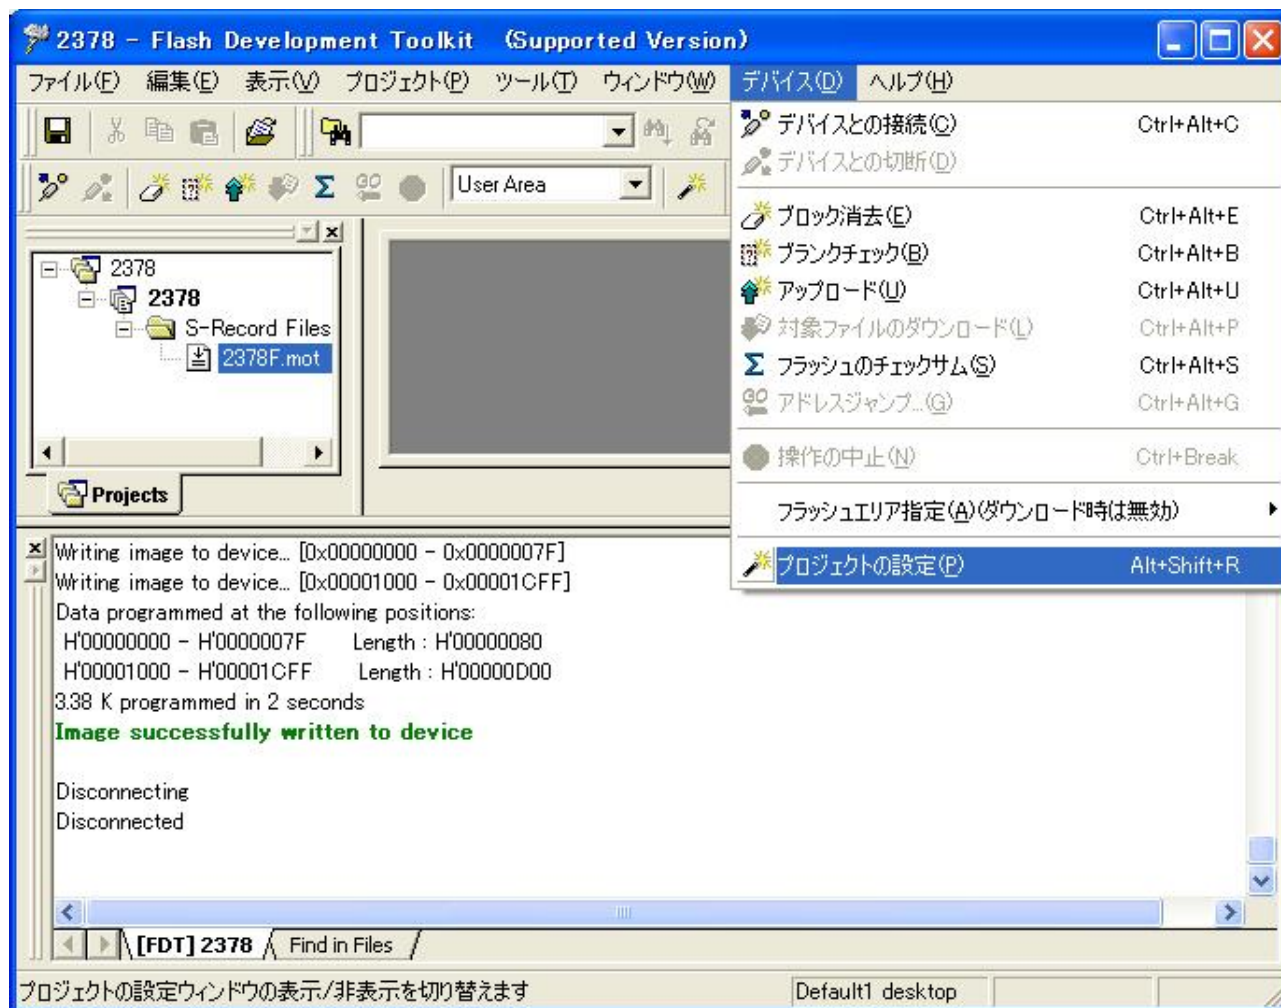 2378 - Flash Development Toolkit (Supported Version)
ファイル(F) 編集(E) 表示(V) プロジェクト(P) ツール(T) ウィンドウ(W) デバイス(D) ヘルプ(H)
デバイスとの接続(C) Ctrl+Alt+C
デバイスとの切断(D)
User Area
ブロック消去(E) Ctrl+Alt+E
ブランクチェック(B) Ctrl+Alt+B
アップロード(U) Ctrl+Alt+U
対象ファイルのダウンロード(L) Ctrl+Alt+P
フラッシュのチェックサム(S) Ctrl+Alt+S
アドレスジャンプ...(G) Ctrl+Alt+G
操作の中止(N) Ctrl+Break
フラッシュエリア指定(A)(ダウンロード時は無効)
プロジェクトの設定(P) Alt+Shift+R
2378
2378
S-Record Files
2378F.mot
Projects
Writing image to device... [0x00000000 - 0x0000007F]
Writing image to device... [0x00001000 - 0x00001CFF]
Data programmed at the following positions:
H'00000000 - H'0000007F Length : H'00000080
H'00001000 - H'00001CFF Length : H'00000D00
3.38 K programmed in 2 seconds
Image successfully written to device
Disconnecting
Disconnected
[FDT] 2378 Find in Files
プロジェクトの設定ウィンドウの表示/非表示を切り替えます Default1 desktop